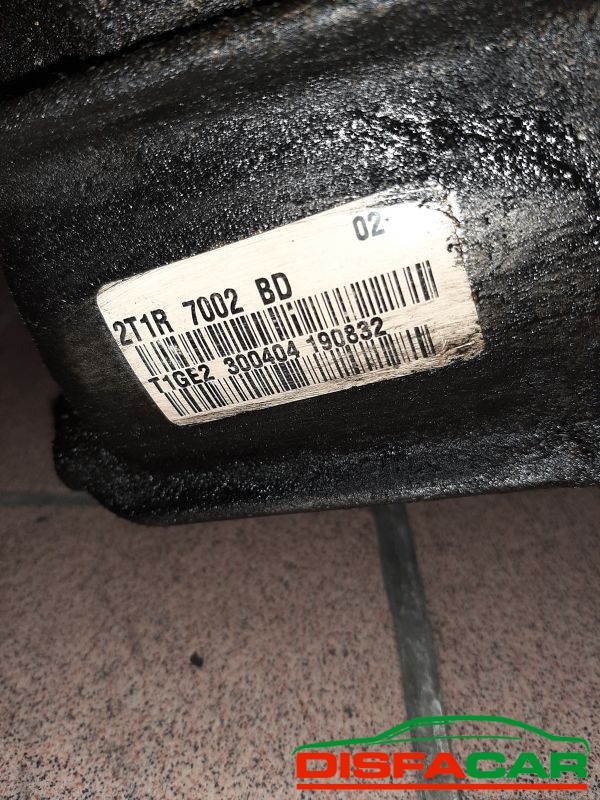 02
2T1R 7002 BD
T1GE2 300404 190832
DISFACAR